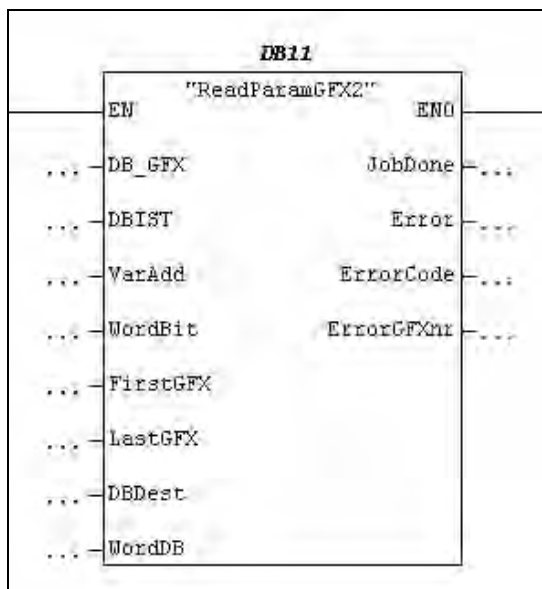 DB11
"ReadParamGFX2"
EN ENO
... DB_GFX JobDone ...
... DBIST Error ...
... VarAdd ErrorCode ...
... WordBit ErrorGFXnr ...
... FirstGFX
... LastGFX
... DBDest
... WordDB